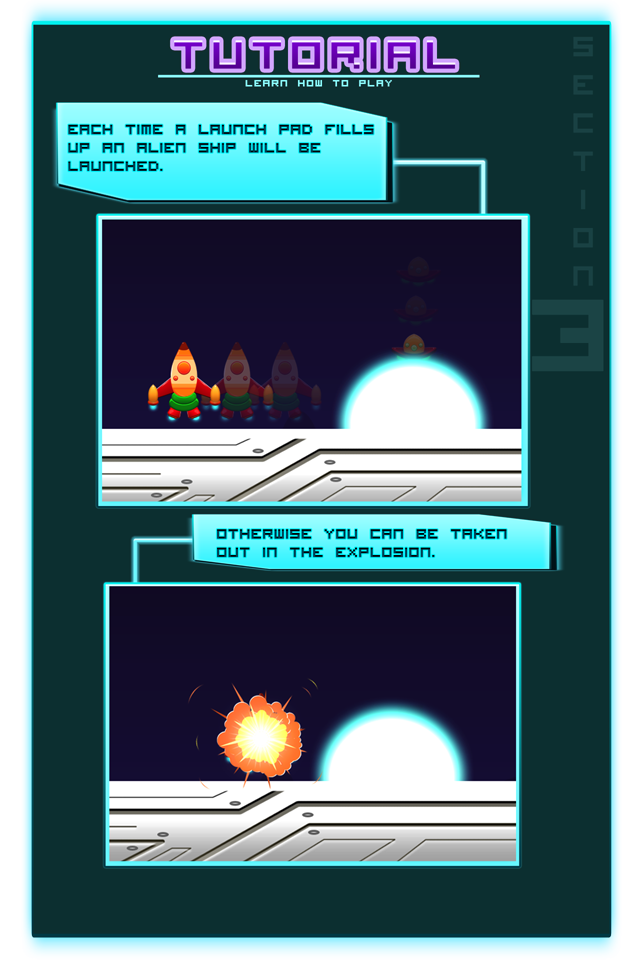 TUTORIAL
LEARN HOW TO PLAY
EACH TIME A LAUNCH PAD FILLS
UP AN ALIEN SHIP WILL BE
LAUNCHED.
SECTION
3
OTHERWISE YOU CAN BE TAKEN
OUT IN THE EXPLOSION.